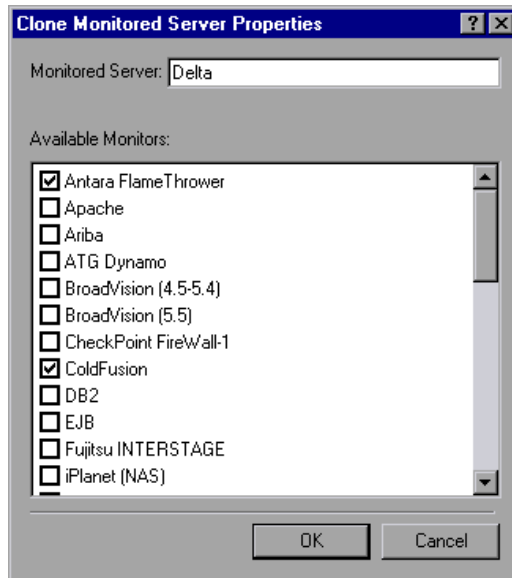 Clone Monitored Server Properties
Monitored Server: Delta
Available Monitors:
Antara FlameThrower
Apache
Ariba
ATG Dynamo
BroadVision (4.5-5.4)
BroadVision (5.5)
CheckPoint FireWall-1
ColdFusion
DB2
EJB
Fujitsu INTERSTAGE
iPlanet (NAS)
OK Cancel